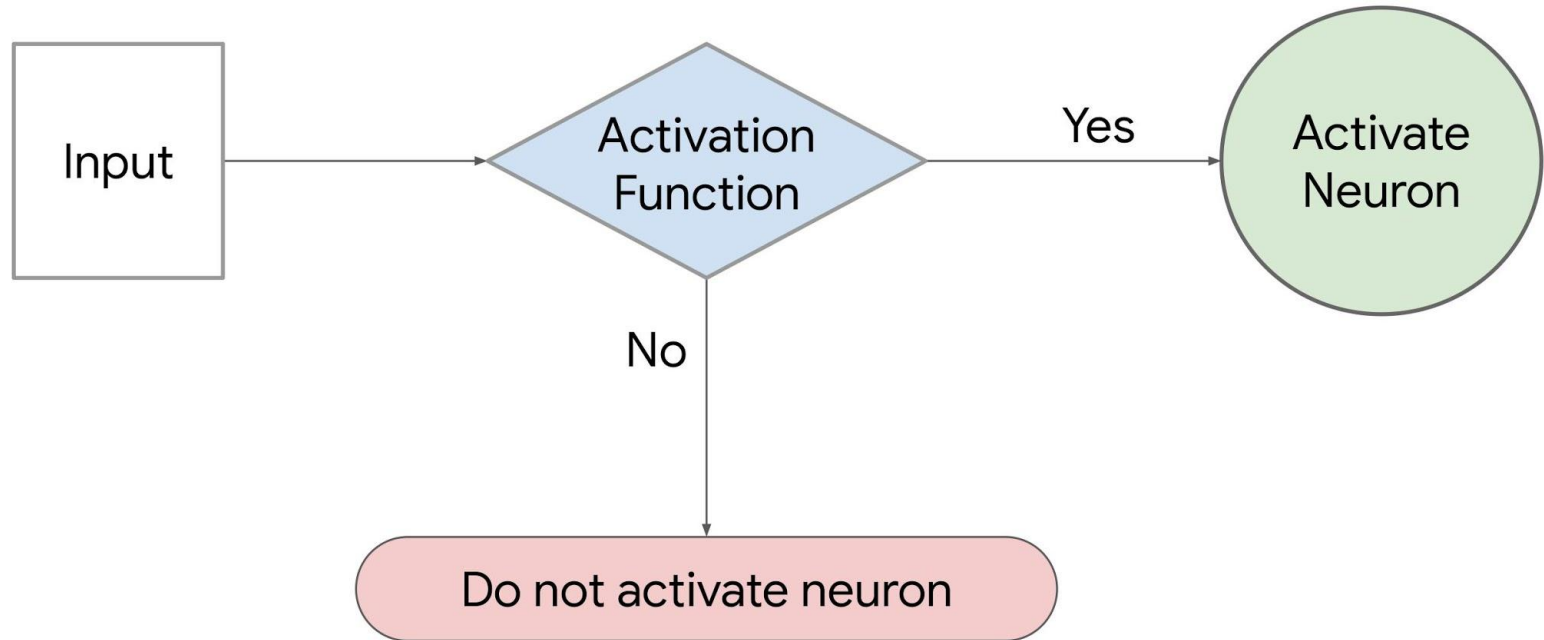 Input
Activation
Function
Yes
Activate
Neuron
No
Do not activate neuron